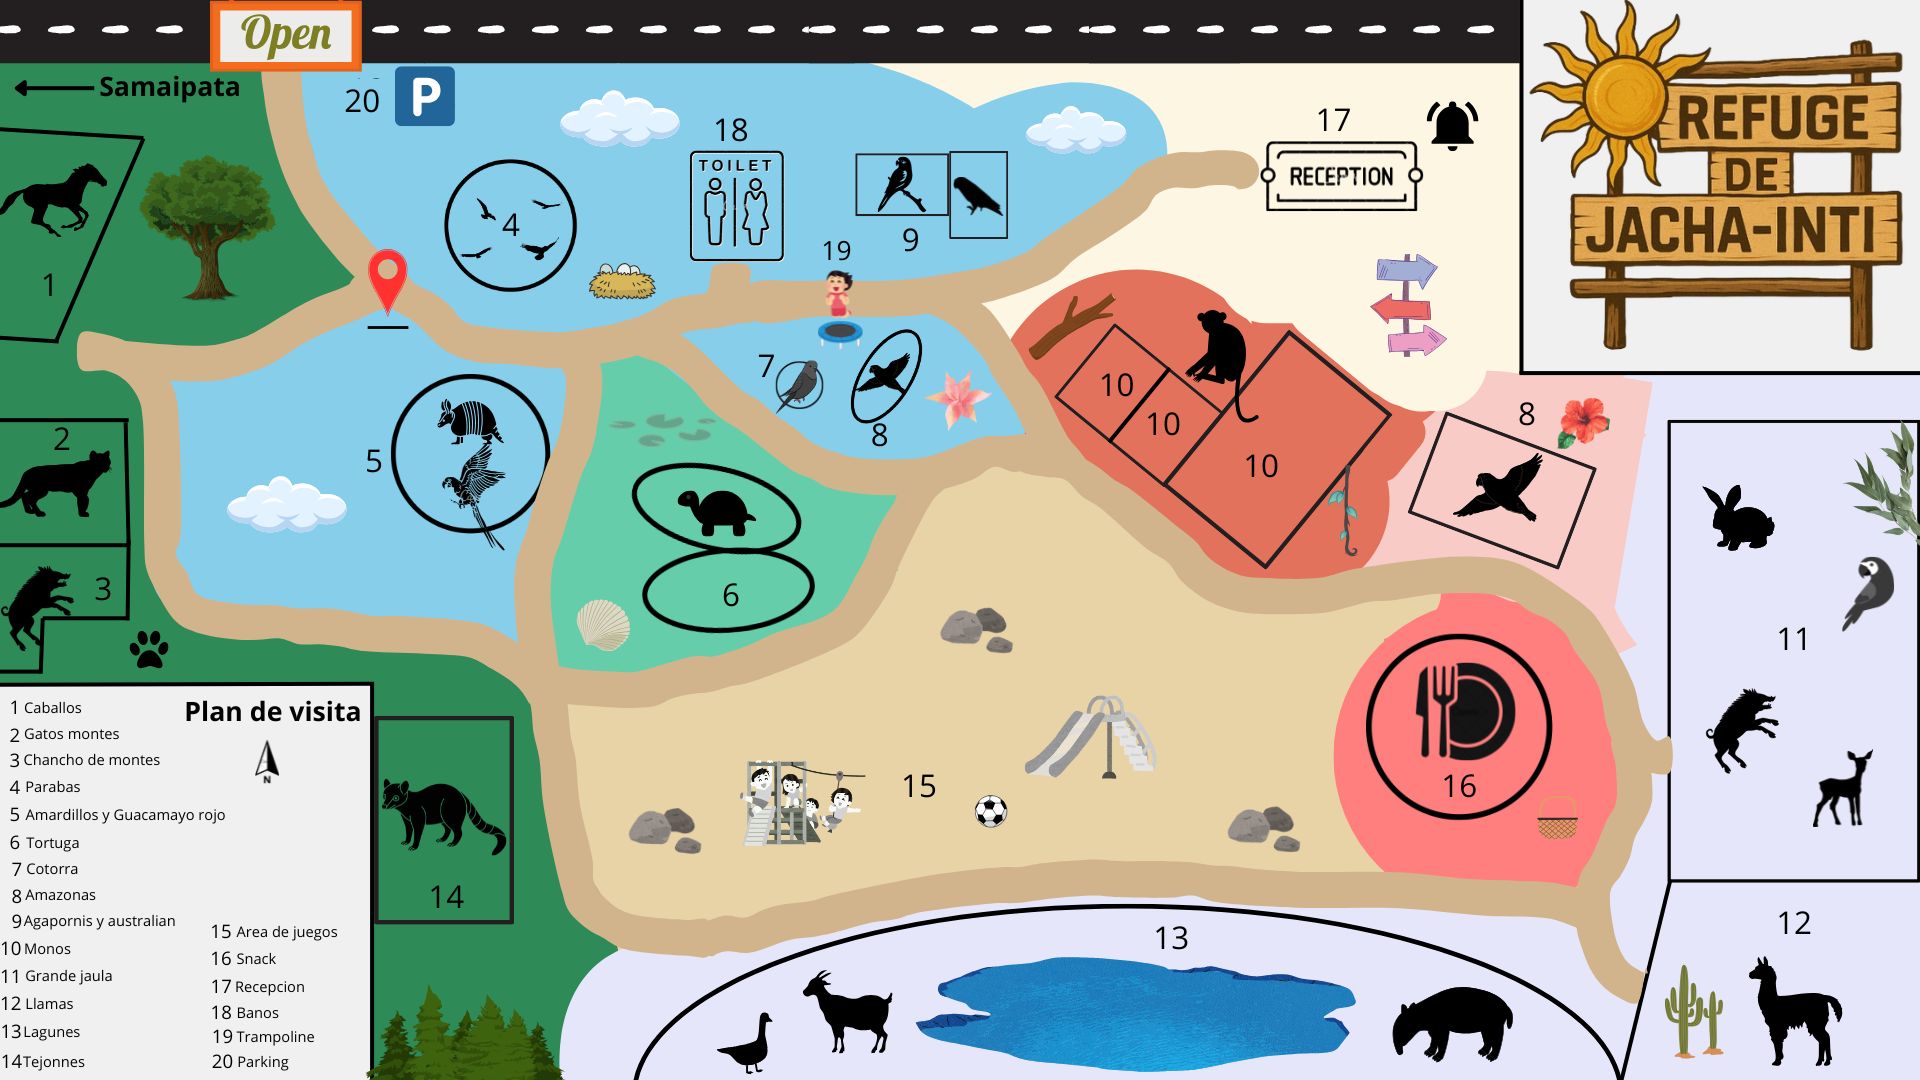 Open
Samaipata
20 P
18
TOILET
17
RECEPTION
REFUGE
DE
JACHA-INTI
4
9
19
1
7
8
10
10
10
8
2
5
3
6
11
15
16
14
13
12
Plan de visita
N
1 Caballos
2 Gatos montes
3 Chancho de montes
4 Parabas
5 Amardillos y Guacamayo rojo
6 Tortuga
7 Cotorra
8 Amazonas
9 Agapornis y australian
10 Monos
11 Grande jaula
12 Llamas
13 Lagunes
14 Tejonnes
15 Area de juegos
16 Snack
17 Recepcion
18 Banos
19 Trampoline
20 Parking